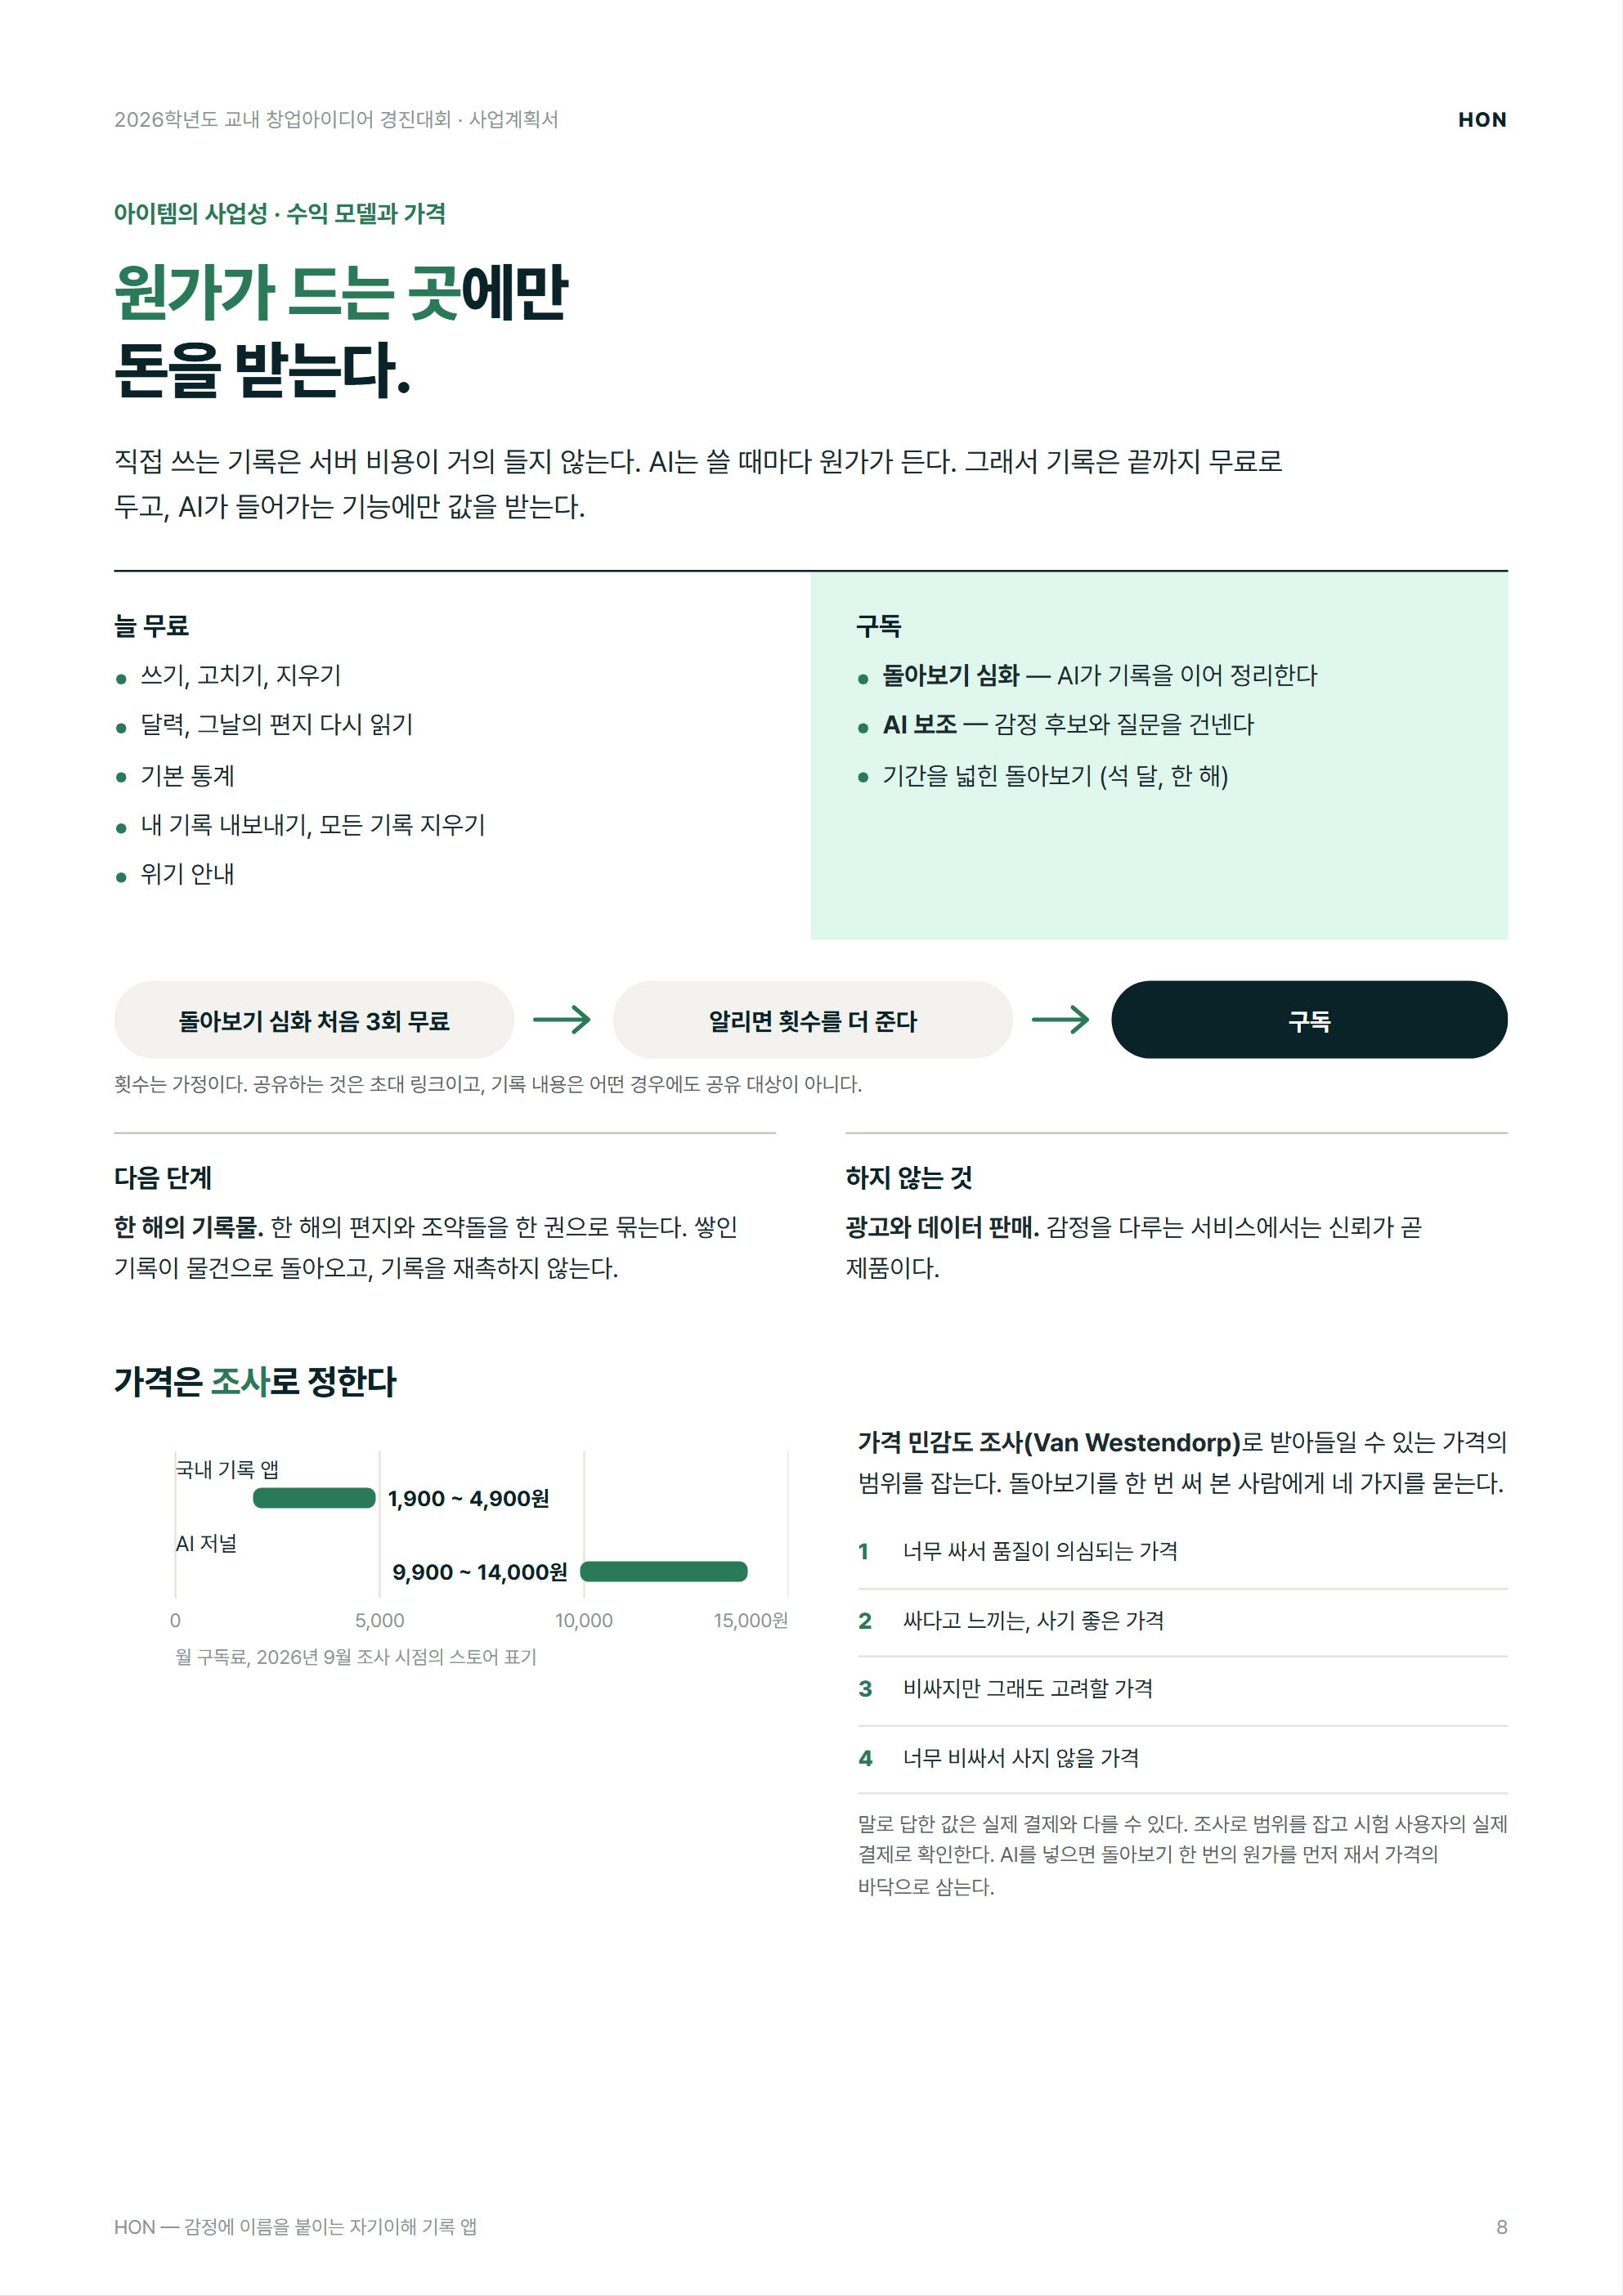 2026학년도 교내 창업아이디어 경진대회 · 사업계획서
HON
아이템의 사업성 · 수익 모델과 가격
원가가 드는 곳에만
돈을 받는다.
직접 쓰는 기록은 서버 비용이 거의 들지 않는다. AI는 쓸 때마다 원가가 든다. 그래서 기록은 끝까지 무료로
두고, AI가 들어가는 기능에만 값을 받는다.
늘 무료
쓰기, 고치기, 지우기
달력, 그날의 편지 다시 읽기
기본 통계
내 기록 내보내기, 모든 기록 지우기
위기 안내
구독
돌아보기 심화 — AI가 기록을 이어 정리한다
AI 보조 — 감정 후보와 질문을 건넨다
기간을 넓힌 돌아보기 (석 달, 한 해)
돌아보기 심화 처음 3회 무료
알리면 횟수를 더 준다
구독
횟수는 가정이다. 공유하는 것은 초대 링크이고, 기록 내용은 어떤 경우에도 공유 대상이 아니다.
다음 단계
한 해의 기록물. 한 해의 편지와 조약돌을 한 권으로 묶는다. 쌓인
기록이 물건으로 돌아오고, 기록을 재촉하지 않는다.
하지 않는 것
광고와 데이터 판매. 감정을 다루는 서비스에서는 신뢰가 곧
제품이다.
가격은 조사로 정한다
국내 기록 앱
1,900 ~ 4,900원
AI 저널
9,900 ~ 14,000원
0
5,000
10,000
15,000원
월 구독료, 2026년 9월 조사 시점의 스토어 표기
가격 민감도 조사(Van Westendorp)로 받아들일 수 있는 가격의
범위를 잡는다. 돌아보기를 한 번 써 본 사람에게 네 가지를 묻는다.
1 너무 싸서 품질이 의심되는 가격
2 싸다고 느끼는, 사기 좋은 가격
3 비싸지만 그래도 고려할 가격
4 너무 비싸서 사지 않을 가격
말로 답한 값은 실제 결제와 다를 수 있다. 조사로 범위를 잡고 시험 사용자의 실제
결제로 확인한다. AI를 넣으면 돌아보기 한 번의 원가를 먼저 재서 가격의
바닥으로 삼는다.
HON — 감정에 이름을 붙이는 자기이해 기록 앱
8